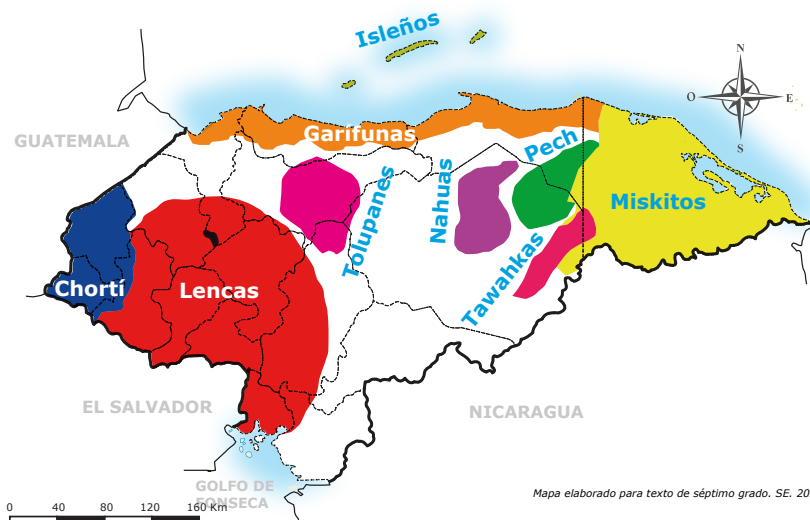 Isleños
N
O
E
S
GUATEMALA
Garífunas
Pech
Tolupanes
Nahuas
Miskitos
Tawahkas
Chortí
Lencas
EL SALVADOR
NICARAGUA
GOLFO DE
FONSECA
0 40 80 120 160 Km
Mapa elaborado para texto de séptimo grado. SE. 20